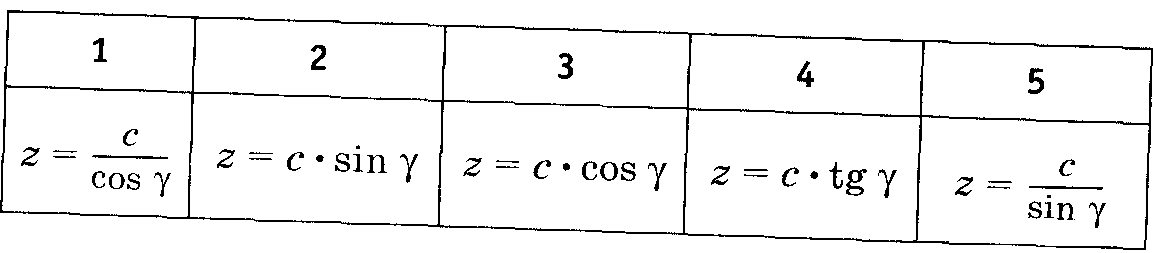 1 2 3 4 5
z = c/cos γ z = c · sin γ z = c · cos γ z = c · tg γ z = c/sin γ